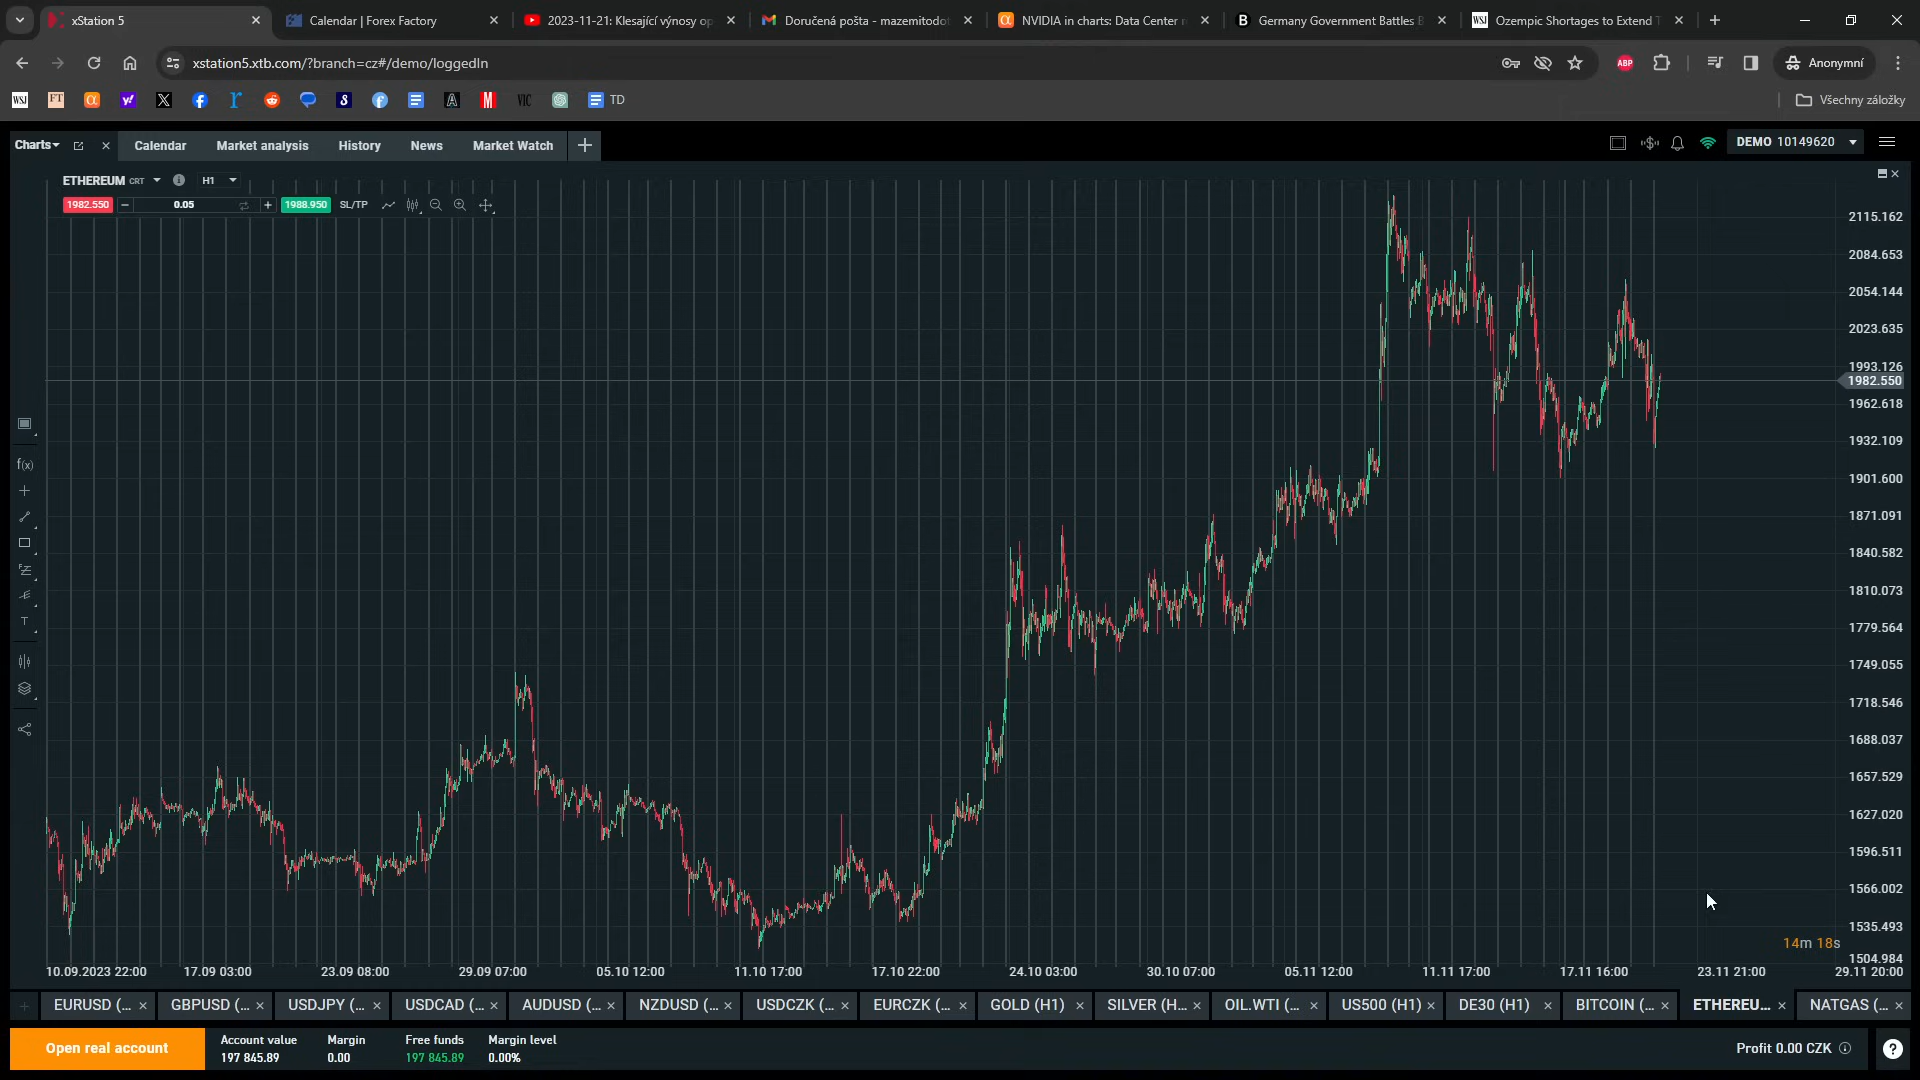 xStation 5
Calendar | Forex Factory
2023-11-21: Klesající výnosy op
Doručená pošta - mazemitodo
NVIDIA in charts: Data Center r
Germany Government Battles B
Ozempic Shortages to Extend T
xstation5.xtb.com/?branch=cz#/demo/loggedIn
ABP
Anonymní
WSJ
FT
VIC
TD
Všechny záložky
Charts
Calendar
Market analysis
History
News
Market Watch
DEMO 10149620
ETHEREUM CRT
H1
1982.550
0.05
1988.950
SL/TP
2115.162
2084.653
2054.144
2023.635
1993.126
1982.550
1962.618
1932.109
1901.600
1871.091
1840.582
1810.073
1779.564
1749.055
1718.546
1688.037
1657.529
1627.020
1596.511
1566.002
1535.493
1504.984
f(x)
T
14m 18s
10.09.2023 22:00
17.09 03:00
23.09 08:00
29.09 07:00
05.10 12:00
11.10 17:00
17.10 22:00
24.10 03:00
30.10 07:00
05.11 12:00
11.11 17:00
17.11 16:00
23.11 21:00
29.11 20:00
EURUSD (...
GBPUSD (...
USDJPY (...
USDCAD (...
AUDUSD (...
NZDUSD (...
USDCZK (...
EURCZK (...
GOLD (H1)
SILVER (H...
OIL.WTI (...
US500 (H1)
DE30 (H1)
BITCOIN (...
ETHEREU...
NATGAS (...
Open real account
Account value
197 845.89
Margin
0.00
Free funds
197 845.89
Margin level
0.00%
Profit 0.00 CZK